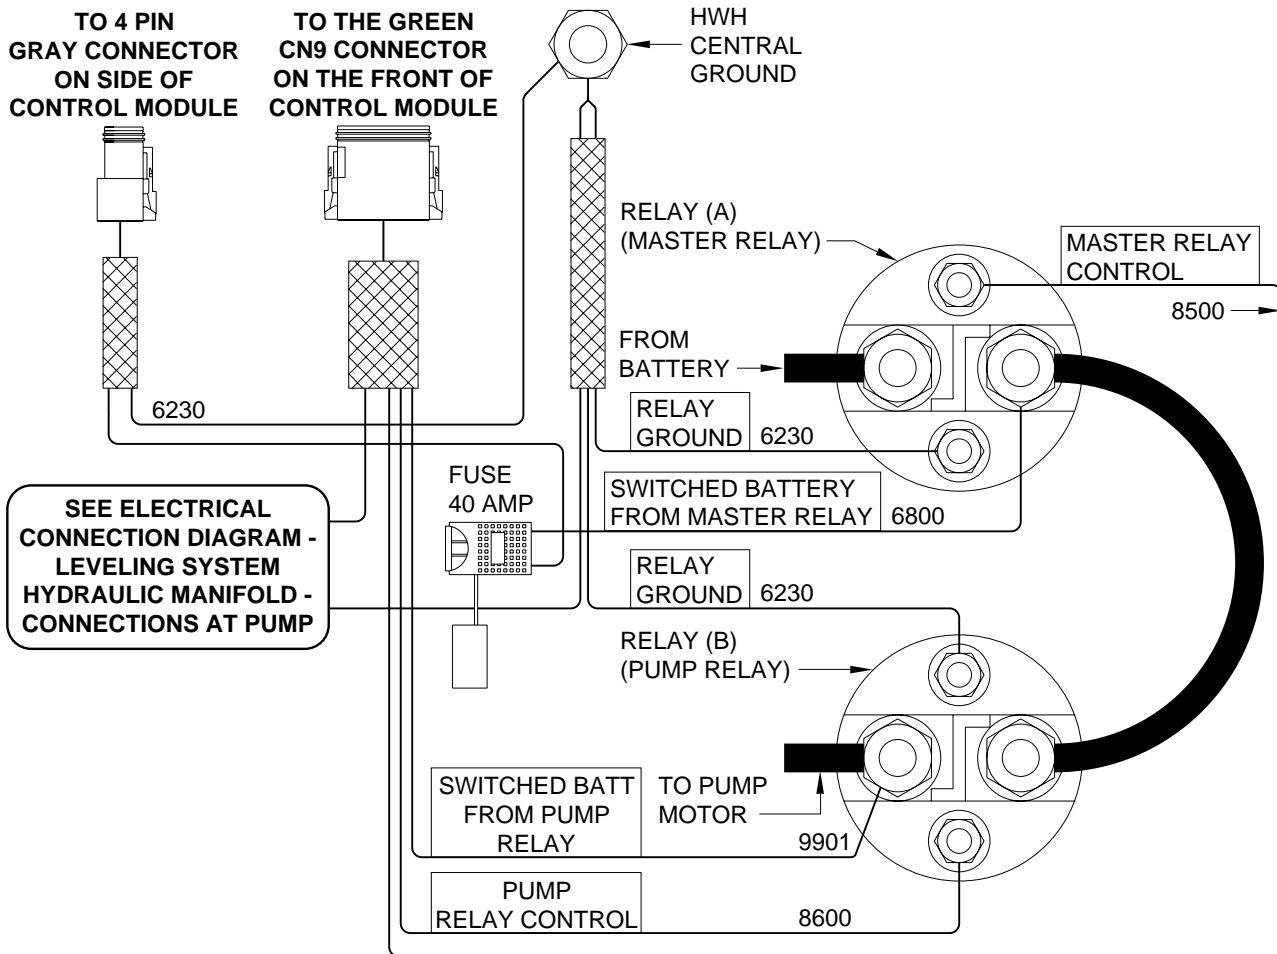 TO 4 PIN
GRAY CONNECTOR
ON SIDE OF
CONTROL MODULE
TO THE GREEN
CN9 CONNECTOR
ON THE FRONT OF
CONTROL MODULE
HWH
CENTRAL
GROUND
RELAY (A)
(MASTER RELAY)
MASTER RELAY
CONTROL
8500
FROM
BATTERY
6230
RELAY
GROUND
6230
FUSE
40 AMP
SWITCHED BATTERY
FROM MASTER RELAY
6800
SEE ELECTRICAL
CONNECTION DIAGRAM -
LEVELING SYSTEM
HYDRAULIC MANIFOLD -
CONNECTIONS AT PUMP
RELAY
GROUND
6230
RELAY (B)
(PUMP RELAY)
SWITCHED BATT
FROM PUMP
RELAY
TO PUMP
MOTOR
9901
PUMP
RELAY CONTROL
8600